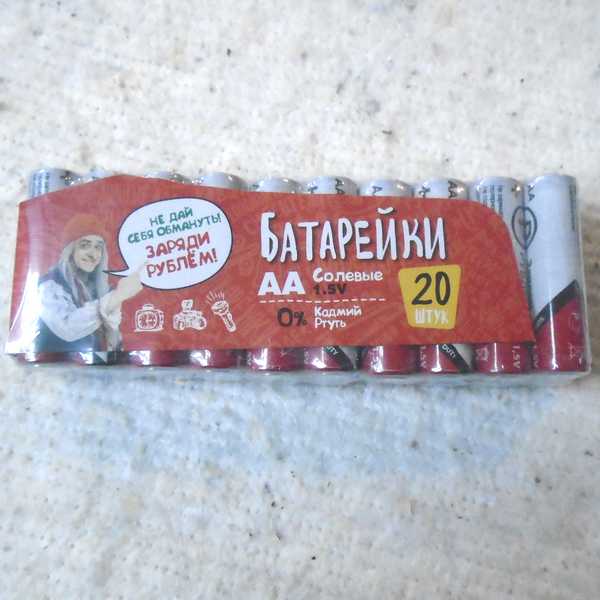 НЕ ДАЙ
СЕБЯ ОБМАНУТЬ!
ЗАРЯДИ
РУБЛЁМ!
БАТАРЕЙКИ
AA Солевые
1.5V
0% Кадмий
Ртуть
20
ШТУК